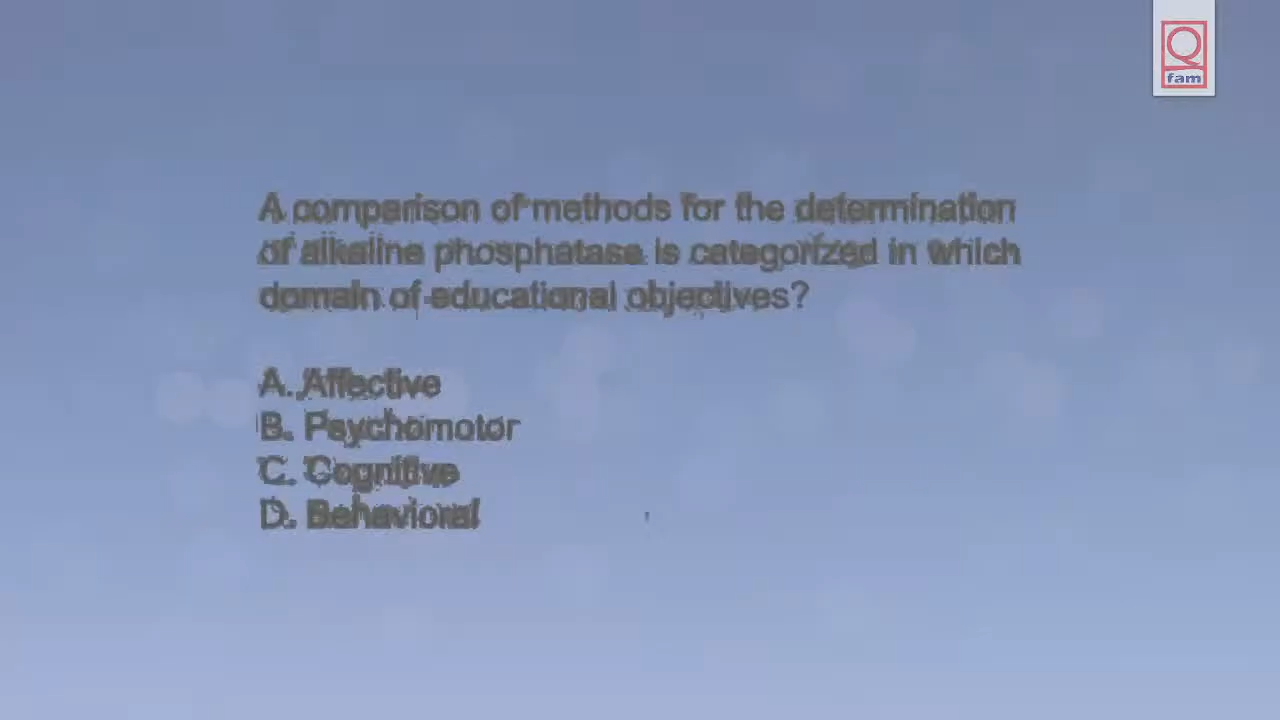 Q
fam
A comparison of methods for the determination
of alkaline phosphatase is categorized in which
domain of educational objectives?
A. Affective
B. Psychomotor
C. Cognitive
D. Behavioral